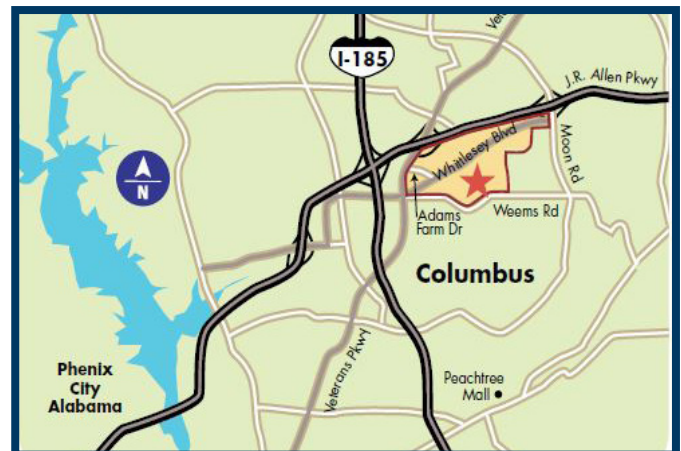 Vete
I-185
J.R. Allen Pkwy
Whittlesey Blvd
Moon Rd
N
Adams
Farm Dr
Weems Rd
Columbus
Phenix
City
Alabama
Veterans Pkwy
Peachtree
Mall